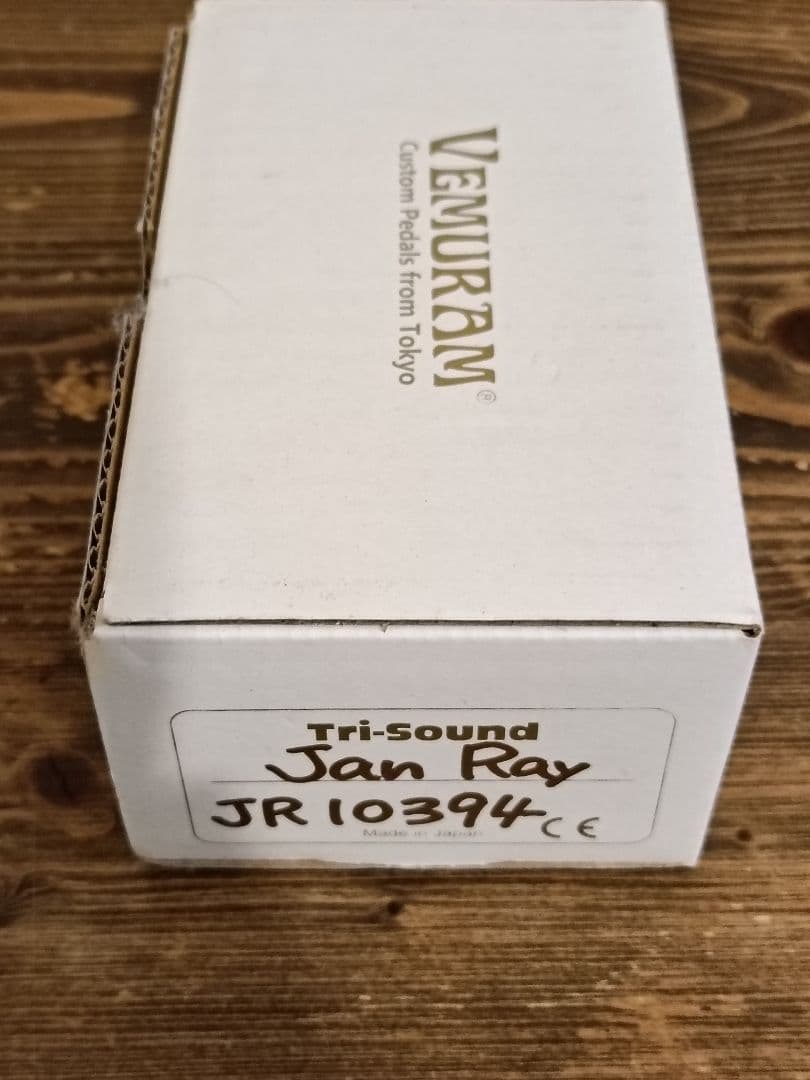 VEMURAM®
Custom Pedals from Tokyo
Tri-Sound
Jan Ray
JR10394 CE
Made in Japan